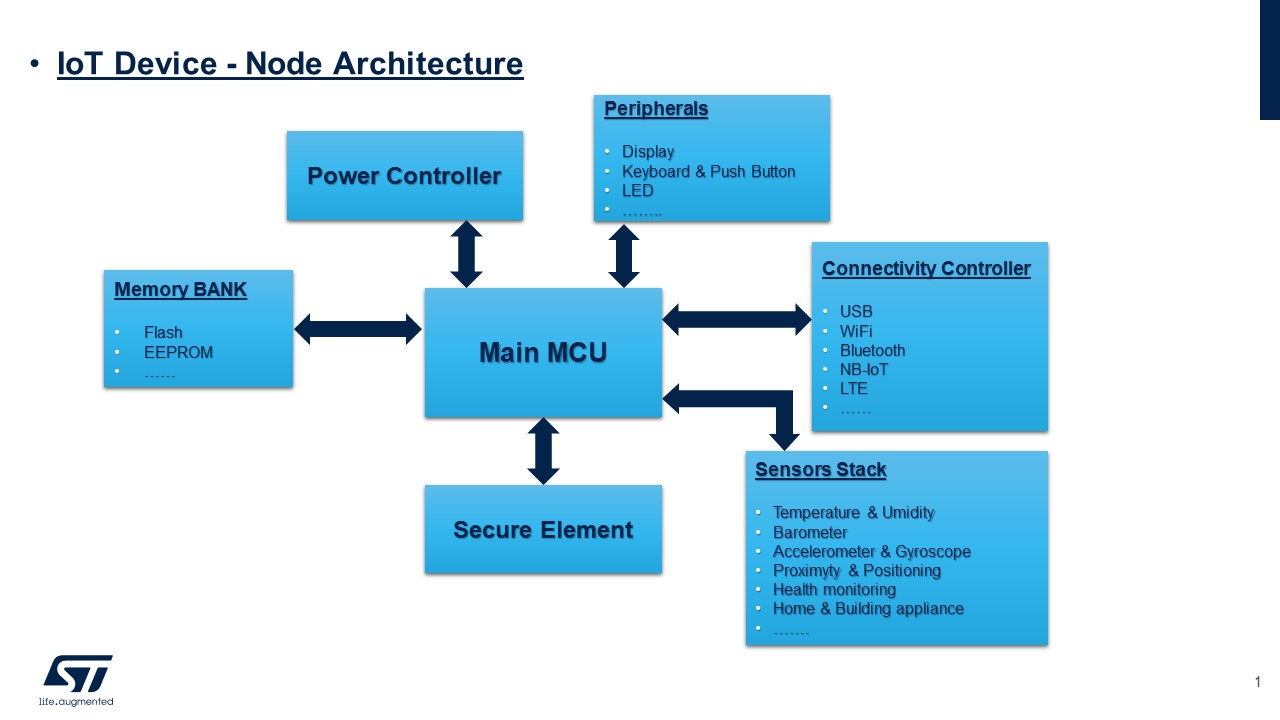 • IoT Device - Node Architecture
Power Controller
Peripherals
• Display
• Keyboard & Push Button
• LED
• ........
Memory BANK
• Flash
• EEPROM
• ......
Main MCU
Connectivity Controller
• USB
• WiFi
• Bluetooth
• NB-IoT
• LTE
• ......
Secure Element
Sensors Stack
• Temperature & Umidity
• Barometer
• Accelerometer & Gyroscope
• Proximyty & Positioning
• Health monitoring
• Home & Building appliance
• .......
ST
life.augmented
1